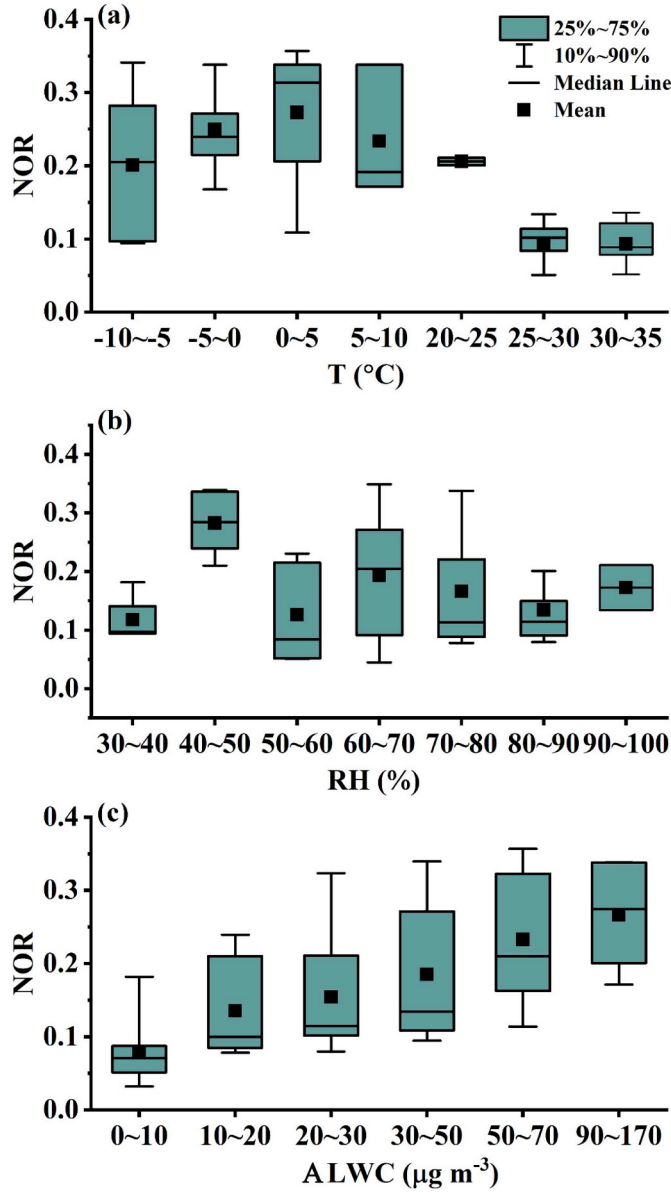 (a)
25%~75%
10%~90%
Median Line
Mean
0.4
0.3
0.2
0.1
0.0
NOR
-10~-5 -5~0 0~5 5~10 20~25 25~30 30~35
T (°C)
(b)
0.4
0.3
0.2
0.1
0.0
NOR
30~40 40~50 50~60 60~70 70~80 80~90 90~100
RH (%)
(c)
0.4
0.3
0.2
0.1
0.0
NOR
0~10 10~20 20~30 30~50 50~70 90~170
ALWC (μg m⁻³)